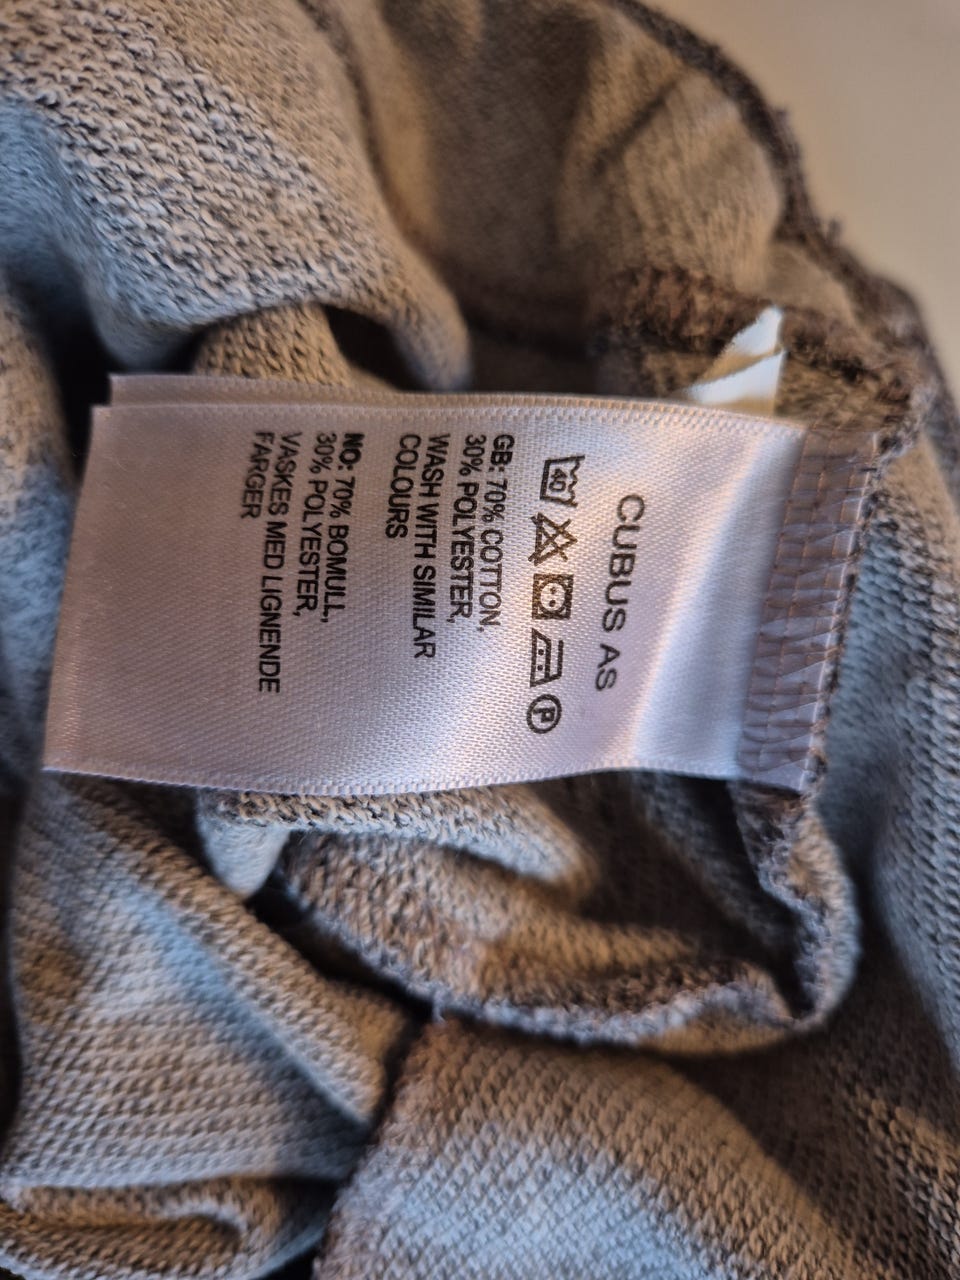 CUBUS AS
40 P
GB: 70% COTTON,
30% POLYESTER,
WASH WITH SIMILAR
COLOURS
NO: 70% BOMULL,
30% POLYESTER,
VASKES MED LIGNENDE
FARGER